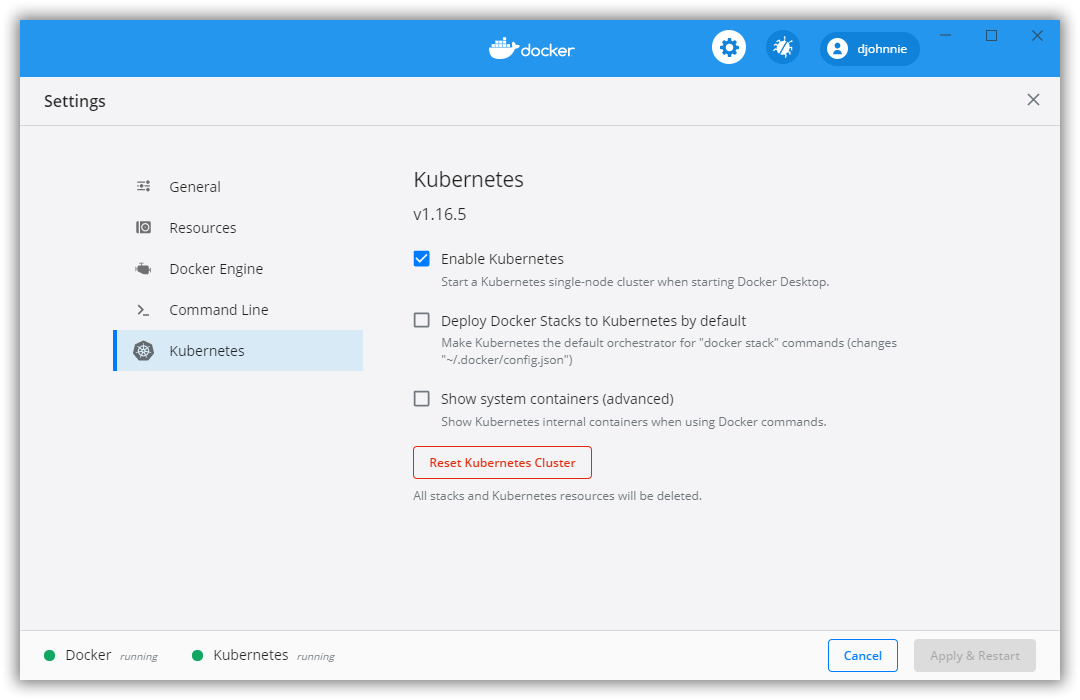 docker
djohnnie
Settings
General
Resources
Docker Engine
Command Line
Kubernetes
Kubernetes
v1.16.5
Enable Kubernetes
Start a Kubernetes single-node cluster when starting Docker Desktop.
Deploy Docker Stacks to Kubernetes by default
Make Kubernetes the default orchestrator for "docker stack" commands (changes
"~/.docker/config.json")
Show system containers (advanced)
Show Kubernetes internal containers when using Docker commands.
Reset Kubernetes Cluster
All stacks and Kubernetes resources will be deleted.
Docker running
Kubernetes running
Cancel
Apply & Restart